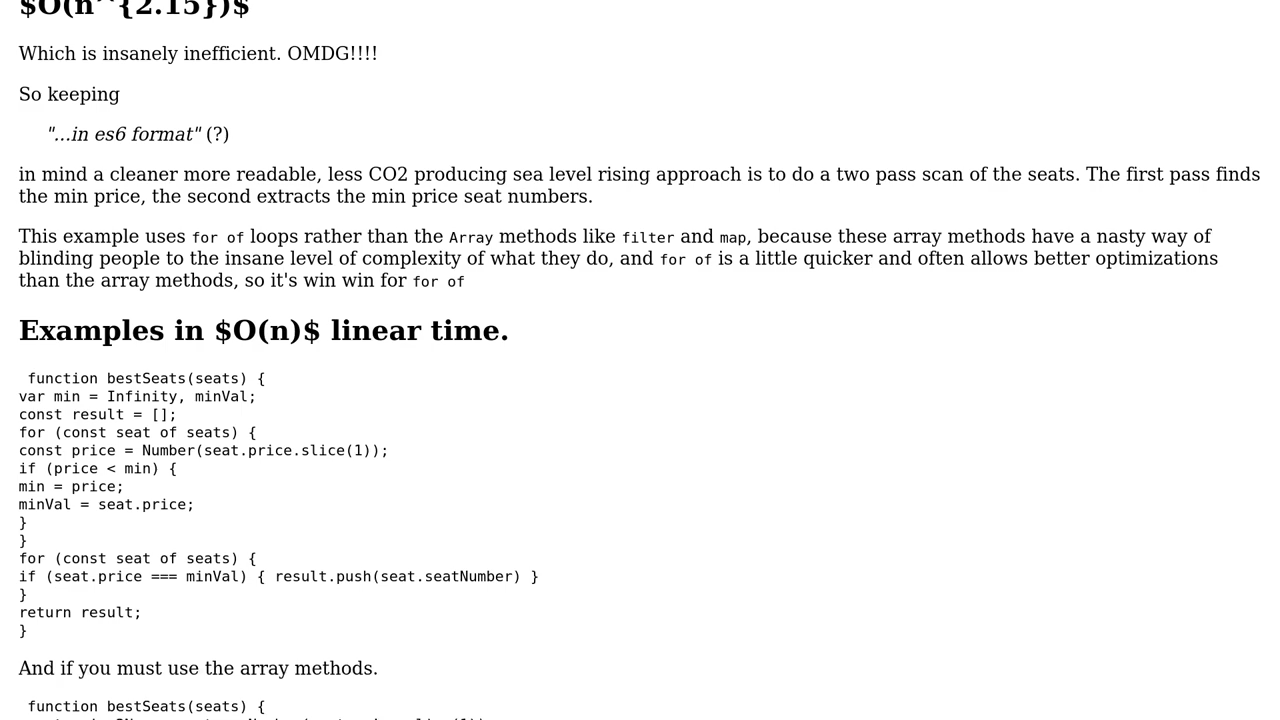 $O(n^{2.15})$
Which is insanely inefficient. OMDG!!!!
So keeping
"...in es6 format" (?)
in mind a cleaner more readable, less CO2 producing sea level rising approach is to do a two pass scan of the seats. The first pass finds
the min price, the second extracts the min price seat numbers.
This example uses for of loops rather than the Array methods like filter and map, because these array methods have a nasty way of
blinding people to the insane level of complexity of what they do, and for of is a little quicker and often allows better optimizations
than the array methods, so it's win win for for of
Examples in $O(n)$ linear time.
function bestSeats(seats) {
var min = Infinity, minVal;
const result = [];
for (const seat of seats) {
const price = Number(seat.price.slice(1));
if (price < min) {
min = price;
minVal = seat.price;
}
}
for (const seat of seats) {
if (seat.price === minVal) { result.push(seat.seatNumber) }
}
return result;
}
And if you must use the array methods.
function bestSeats(seats) {